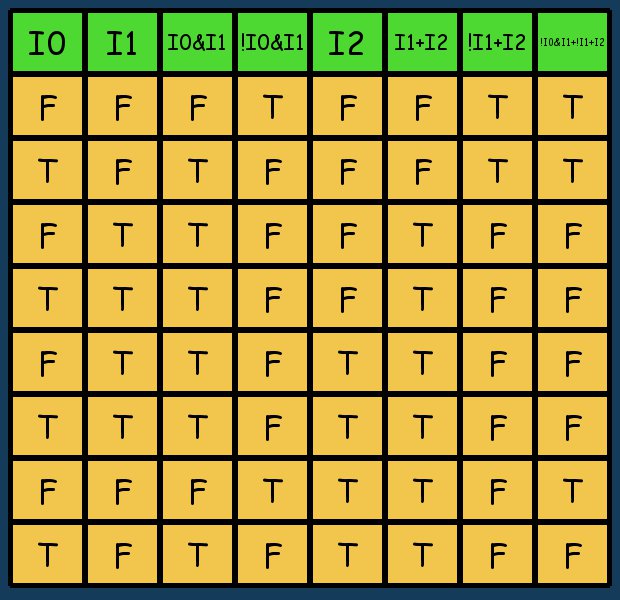 I0 I1 I0&I1 !I0&I1 I2 I1+I2 !I1+I2 !I0&I1+!I1+I2
F F F T F F T T
T F T F F F T T
F T T F F T F F
T T T F F T F F
F T T F T T F F
T T T F T T F F
F F F T T T F T
T F T F T T F F